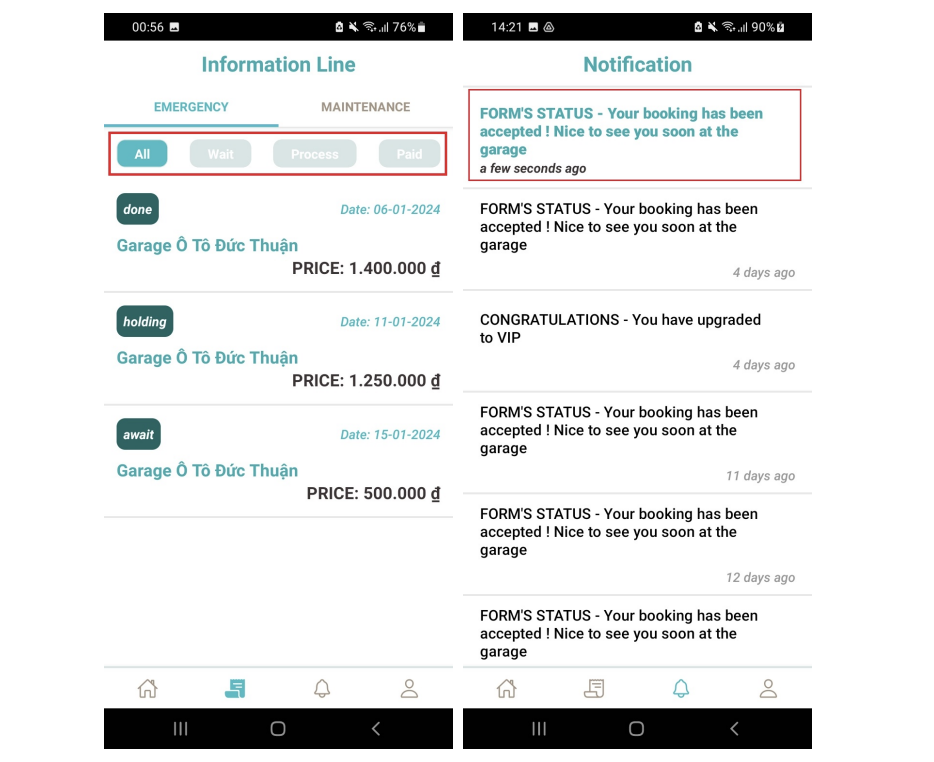 00:56
76%
Information Line
EMERGENCY
MAINTENANCE
All
Wait
Process
Paid
done
Date: 06-01-2024
Garage Ô Tô Đức Thuận
PRICE: 1.400.000 ₫
holding
Date: 11-01-2024
Garage Ô Tô Đức Thuận
PRICE: 1.250.000 ₫
await
Date: 15-01-2024
Garage Ô Tô Đức Thuận
PRICE: 500.000 ₫
14:21
90%
Notification
FORM'S STATUS - Your booking has been
accepted ! Nice to see you soon at the
garage
a few seconds ago
FORM'S STATUS - Your booking has been
accepted ! Nice to see you soon at the
garage
4 days ago
CONGRATULATIONS - You have upgraded
to VIP
4 days ago
FORM'S STATUS - Your booking has been
accepted ! Nice to see you soon at the
garage
11 days ago
FORM'S STATUS - Your booking has been
accepted ! Nice to see you soon at the
garage
12 days ago
FORM'S STATUS - Your booking has been
accepted ! Nice to see you soon at the
garage